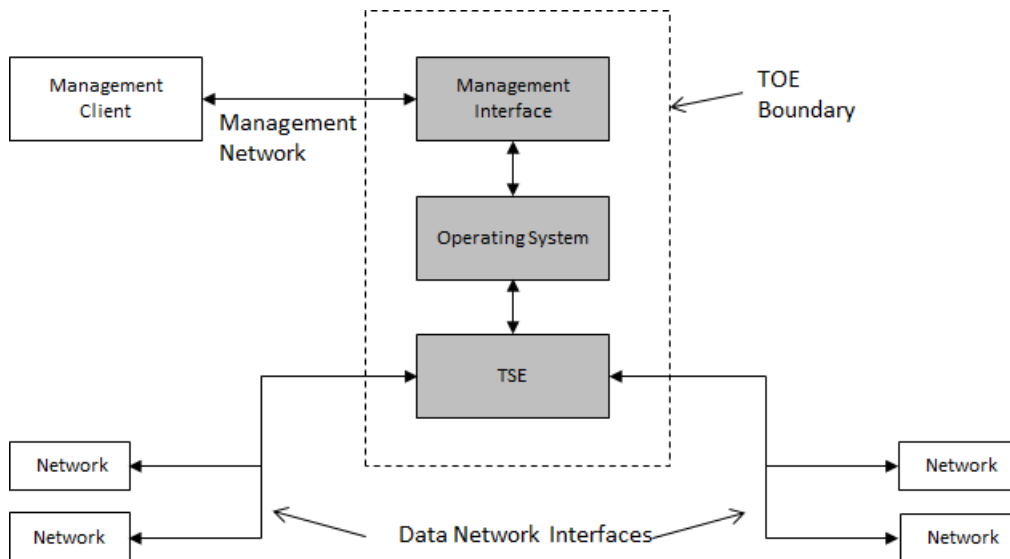 Management
Client
Management
Network
Management
Interface
TOE
Boundary
Operating System
TSE
Network
Network
Data Network Interfaces
Network
Network